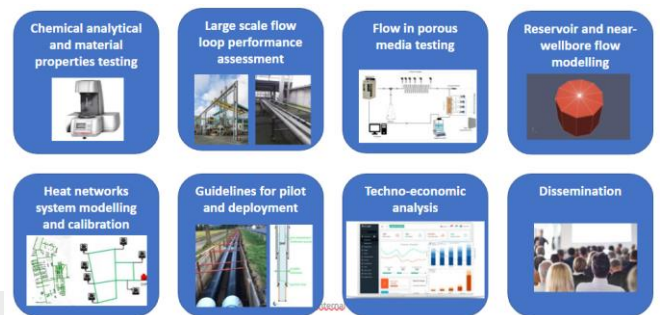 Chemical analytical
and material
properties testing
Large scale flow
loop performance
assessment
Flow in porous
media testing
Reservoir and near-
wellbore flow
modelling
Heat networks
system modelling
and calibration
Guidelines for pilot
and deployment
Techno-economic
analysis
Dissemination